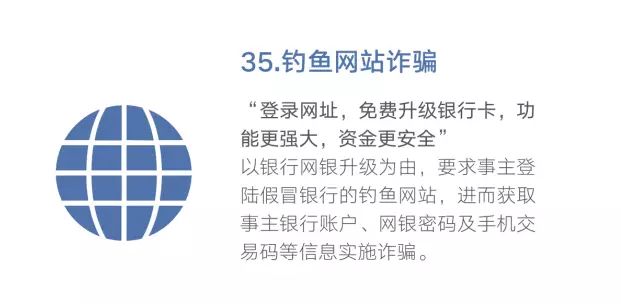 35.钓鱼网站诈骗
“登录网址，免费升级银行卡，功
能更强大，资金更安全”
以银行网银升级为由，要求事主登
陆假冒银行的钓鱼网站，进而获取
事主银行账户、网银密码及手机交
易码等信息实施诈骗。